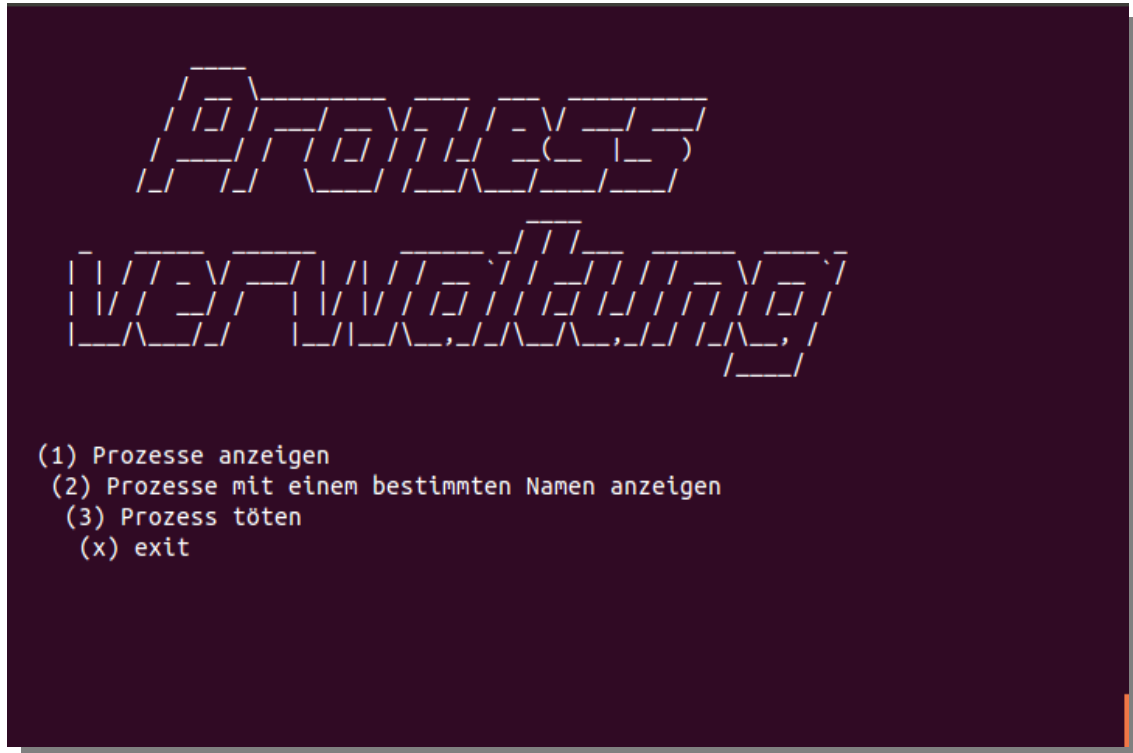 Prozess
verwaltung
(1) Prozesse anzeigen
(2) Prozesse mit einem bestimmten Namen anzeigen
(3) Prozess töten
(x) exit